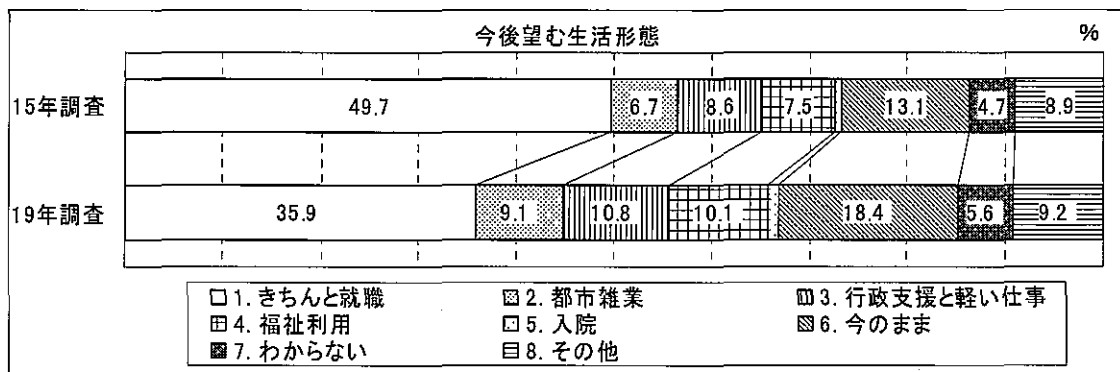 今後望む生活形態 %
15年調査 49.7 6.7 8.6 7.5 13.1 4.7 8.9
19年調査 35.9 9.1 10.8 10.1 18.4 5.6 9.2
1. きちんと就職 2. 都市雑業 3. 行政支援と軽い仕事
4. 福祉利用 5. 入院 6. 今のまま
7. わからない 8. その他